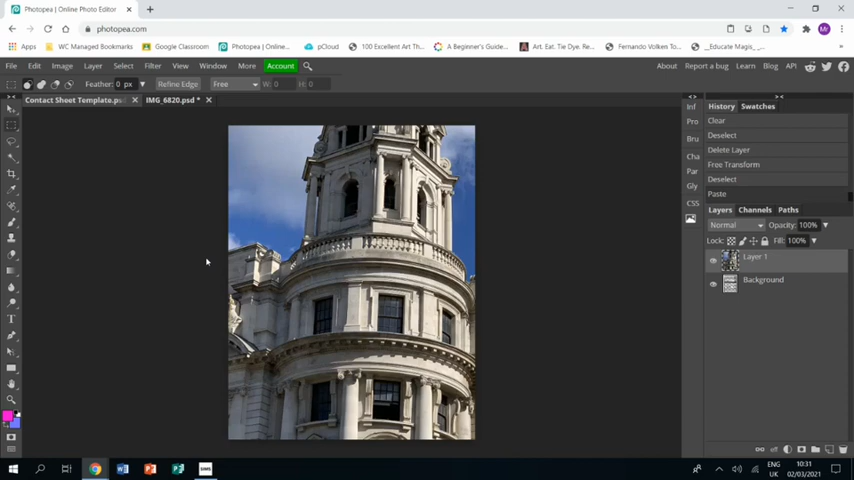 Photopea | Online Photo Editor
photopea.com
Apps WC Managed Bookmarks Google Classroom Photopea | Online... pCloud 100 Excellent Art Th... A Beginner's Guide... Art. Eat. Tie Dye. Re... Fernando Volken To... __Educate Magis_ ...
File Edit Image Layer Select Filter View Window More Account About Report a bug Learn Blog API
Feather: 0 px Refine Edge Free W: 0 H: 0
Contact Sheet Template.ps IMG_6820.psd *
Inf
Pro
Bru
Cha
Par
Gly
CSS
History Swatches
Clear
Deselect
Delete Layer
Free Transform
Deselect
Paste
Layers Channels Paths
Normal Opacity: 100%
Lock: Fill: 100%
Layer 1
Background
SIMS
ENG
UK
10:31
02/03/2021